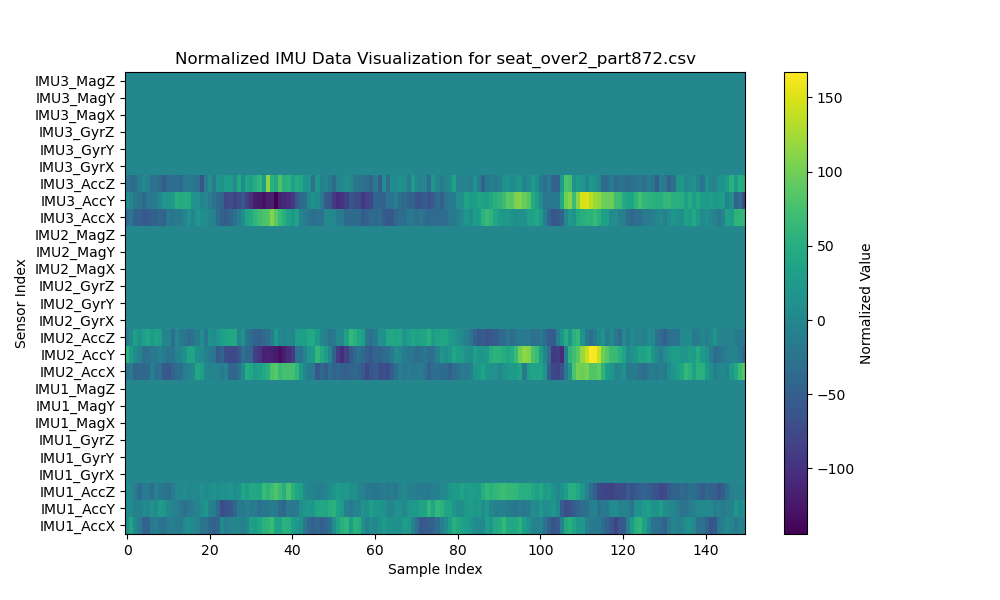 Normalized IMU Data Visualization for seat_over2_part872.csv
IMU3_MagZ
IMU3_MagY
IMU3_MagX
IMU3_GyrZ
IMU3_GyrY
IMU3_GyrX
IMU3_AccZ
IMU3_AccY
IMU3_AccX
IMU2_MagZ
IMU2_MagY
IMU2_MagX
IMU2_GyrZ
IMU2_GyrY
IMU2_GyrX
IMU2_AccZ
IMU2_AccY
IMU2_AccX
IMU1_MagZ
IMU1_MagY
IMU1_MagX
IMU1_GyrZ
IMU1_GyrY
IMU1_GyrX
IMU1_AccZ
IMU1_AccY
IMU1_AccX
Sensor Index
0 20 40 60 80 100 120 140
Sample Index
150
100
50
0
−50
−100
Normalized Value